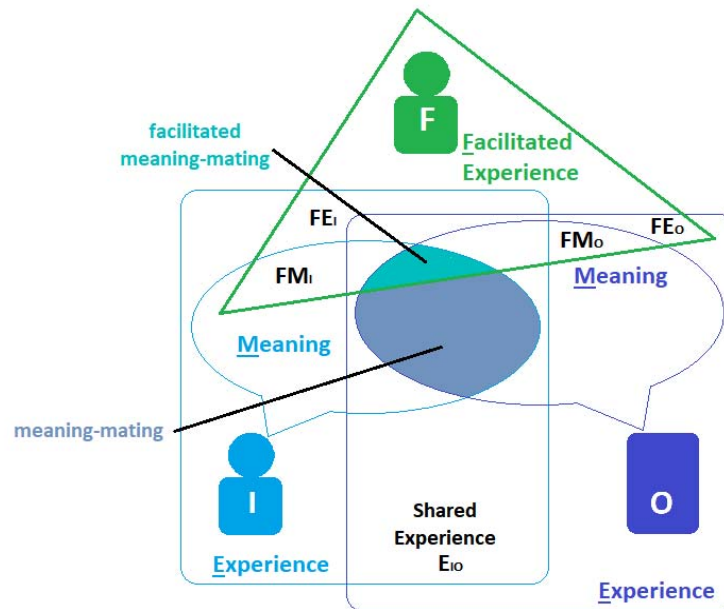 F
facilitated
meaning-mating
Facilitated
Experience
FEI
FEO
FMO
FMI
Meaning
Meaning
meaning-mating
I
O
Shared
Experience
EIO
Experience
Experience